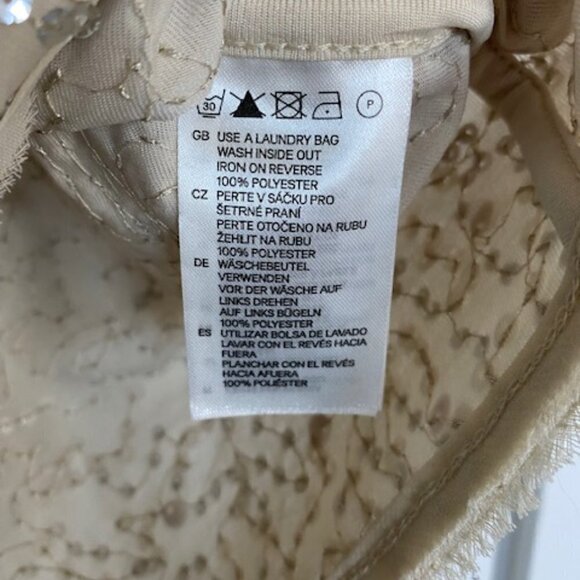 30 P
GB USE A LAUNDRY BAG
WASH INSIDE OUT
IRON ON REVERSE
100% POLYESTER
CZ PERTE V SÁČKU PRO
ŠETRNÉ PRANÍ
PERTE OTOČENO NA RUBU
ŽEHLIT NA RUBU
100% POLYESTER
DE WÄSCHEBEUTEL
VERWENDEN
VOR DER WÄSCHE AUF
LINKS DREHEN
AUF LINKS BÜGELN
100% POLYESTER
ES UTILIZAR BOLSA DE LAVADO
LAVAR CON EL REVÉS HACIA
FUERA
PLANCHAR CON EL REVÉS
HACIA AFUERA
100% POLIÉSTER